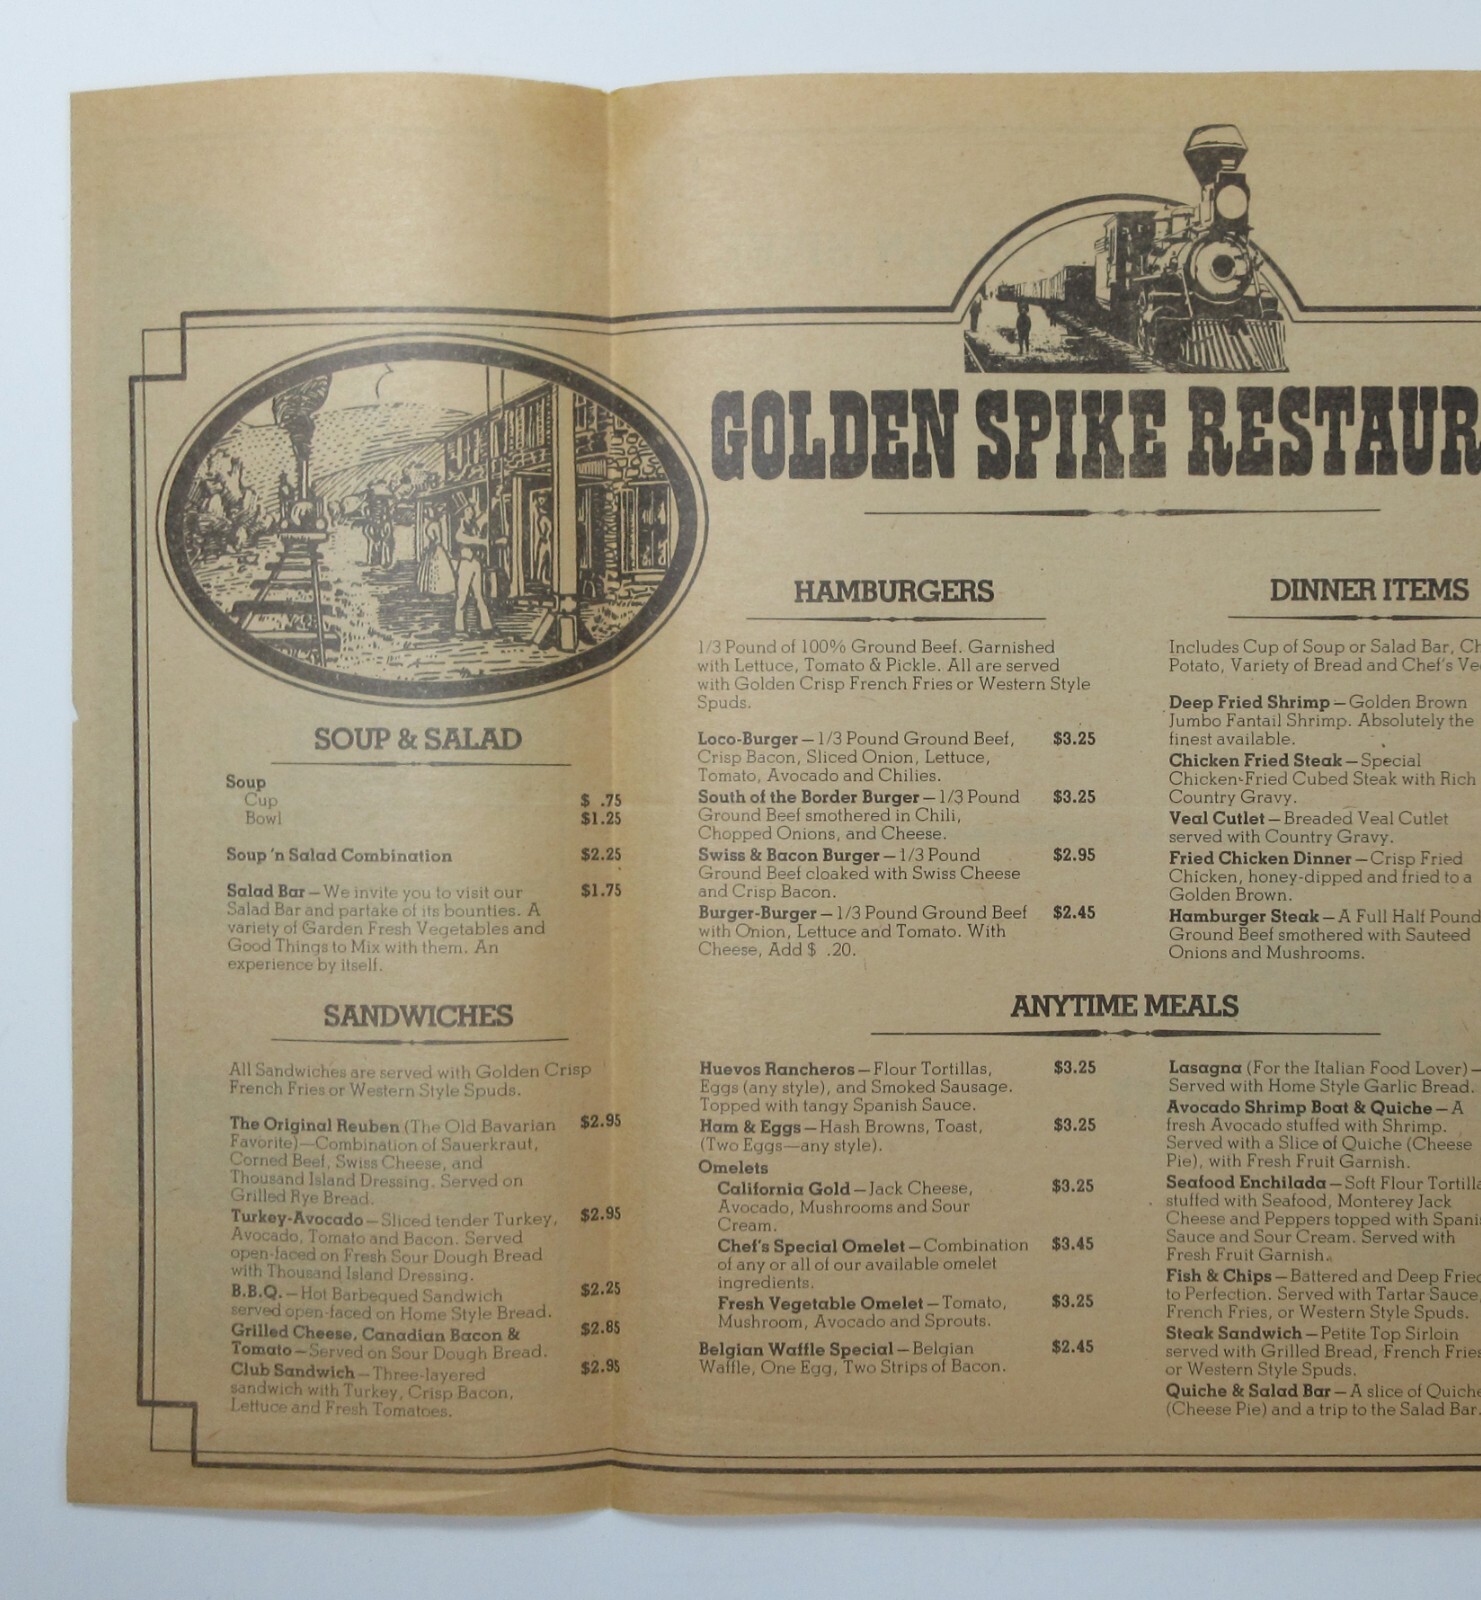 GOLDEN SPIKE RESTAUR
SOUP & SALAD
Soup
Cup $ .75
Bowl $1.25
Soup 'n Salad Combination $2.25
Salad Bar — We invite you to visit our $1.75
Salad Bar and partake of its bounties. A
variety of Garden Fresh Vegetables and
Good Things to Mix with them. An
experience by itself.
SANDWICHES
All Sandwiches are served with Golden Crisp
French Fries or Western Style Spuds.
The Original Reuben (The Old Bavarian $2.95
Favorite)—Combination of Sauerkraut,
Corned Beef, Swiss Cheese, and
Thousand Island Dressing. Served on
Grilled Rye Bread.
Turkey-Avocado — Sliced tender Turkey, $2.95
Avocado, Tomato and Bacon. Served
open-faced on Fresh Sour Dough Bread
with Thousand Island Dressing.
B.B.Q. — Hot Barbequed Sandwich $2.25
served open-faced on Home Style Bread.
Grilled Cheese, Canadian Bacon & $2.85
Tomato — Served on Sour Dough Bread.
Club Sandwich — Three-layered $2.95
sandwich with Turkey, Crisp Bacon,
Lettuce and Fresh Tomatoes.
HAMBURGERS
1/3 Pound of 100% Ground Beef. Garnished
with Lettuce, Tomato & Pickle. All are served
with Golden Crisp French Fries or Western Style
Spuds.
Loco-Burger — 1/3 Pound Ground Beef, $3.25
Crisp Bacon, Sliced Onion, Lettuce,
Tomato, Avocado and Chilies.
South of the Border Burger — 1/3 Pound $3.25
Ground Beef smothered in Chili,
Chopped Onions, and Cheese.
Swiss & Bacon Burger — 1/3 Pound $2.95
Ground Beef cloaked with Swiss Cheese
and Crisp Bacon.
Burger-Burger — 1/3 Pound Ground Beef $2.45
with Onion, Lettuce and Tomato. With
Cheese, Add $ .20.
DINNER ITEMS
Includes Cup of Soup or Salad Bar, Ch
Potato, Variety of Bread and Chef's Ve
Deep Fried Shrimp — Golden Brown
Jumbo Fantail Shrimp. Absolutely the
finest available.
Chicken Fried Steak — Special
Chicken-Fried Cubed Steak with Rich
Country Gravy.
Veal Cutlet — Breaded Veal Cutlet
served with Country Gravy.
Fried Chicken Dinner — Crisp Fried
Chicken, honey-dipped and fried to a
Golden Brown.
Hamburger Steak — A Full Half Pound
Ground Beef smothered with Sauteed
Onions and Mushrooms.
ANYTIME MEALS
Huevos Rancheros — Flour Tortillas, $3.25
Eggs (any style), and Smoked Sausage.
Topped with tangy Spanish Sauce.
Ham & Eggs — Hash Browns, Toast, $3.25
(Two Eggs—any style).
Omelets
California Gold — Jack Cheese, $3.25
Avocado, Mushrooms and Sour
Cream.
Chef's Special Omelet — Combination $3.45
of any or all of our available omelet
ingredients.
Fresh Vegetable Omelet — Tomato, $3.25
Mushroom, Avocado and Sprouts.
Belgian Waffle Special — Belgian $2.45
Waffle, One Egg, Two Strips of Bacon.
Lasagna (For the Italian Food Lover) —
Served with Home Style Garlic Bread.
Avocado Shrimp Boat & Quiche — A
fresh Avocado stuffed with Shrimp.
Served with a Slice of Quiche (Cheese
Pie), with Fresh Fruit Garnish.
Seafood Enchilada — Soft Flour Tortilla
stuffed with Seafood, Monterey Jack
Cheese and Peppers topped with Spanis
Sauce and Sour Cream. Served with
Fresh Fruit Garnish.
Fish & Chips — Battered and Deep Fried
to Perfection. Served with Tartar Sauce,
French Fries, or Western Style Spuds.
Steak Sandwich — Petite Top Sirloin
served with Grilled Bread, French Fries
or Western Style Spuds.
Quiche & Salad Bar — A slice of Quiche
(Cheese Pie) and a trip to the Salad Bar.